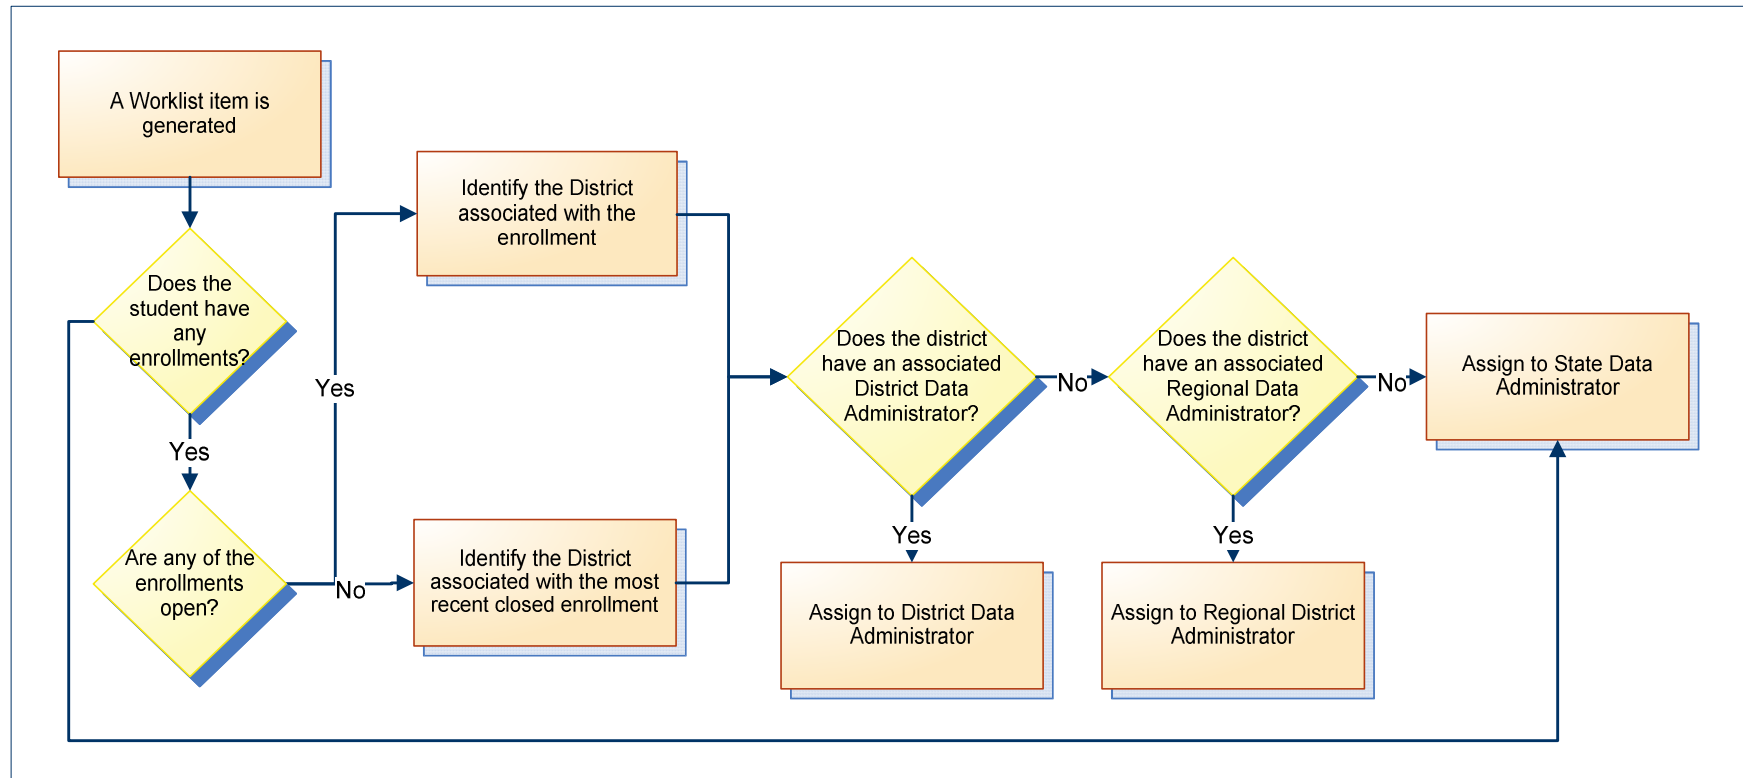 A Worklist item is
generated
Does the
student have
any
enrollments?
Yes
Are any of the
enrollments
open?
Yes
No
Identify the District
associated with the
enrollment
Identify the District
associated with the most
recent closed enrollment
Does the district
have an associated
District Data
Administrator?
No
Yes
Assign to District Data
Administrator
Does the district
have an associated
Regional Data
Administrator?
No
Yes
Assign to Regional District
Administrator
Assign to State Data
Administrator